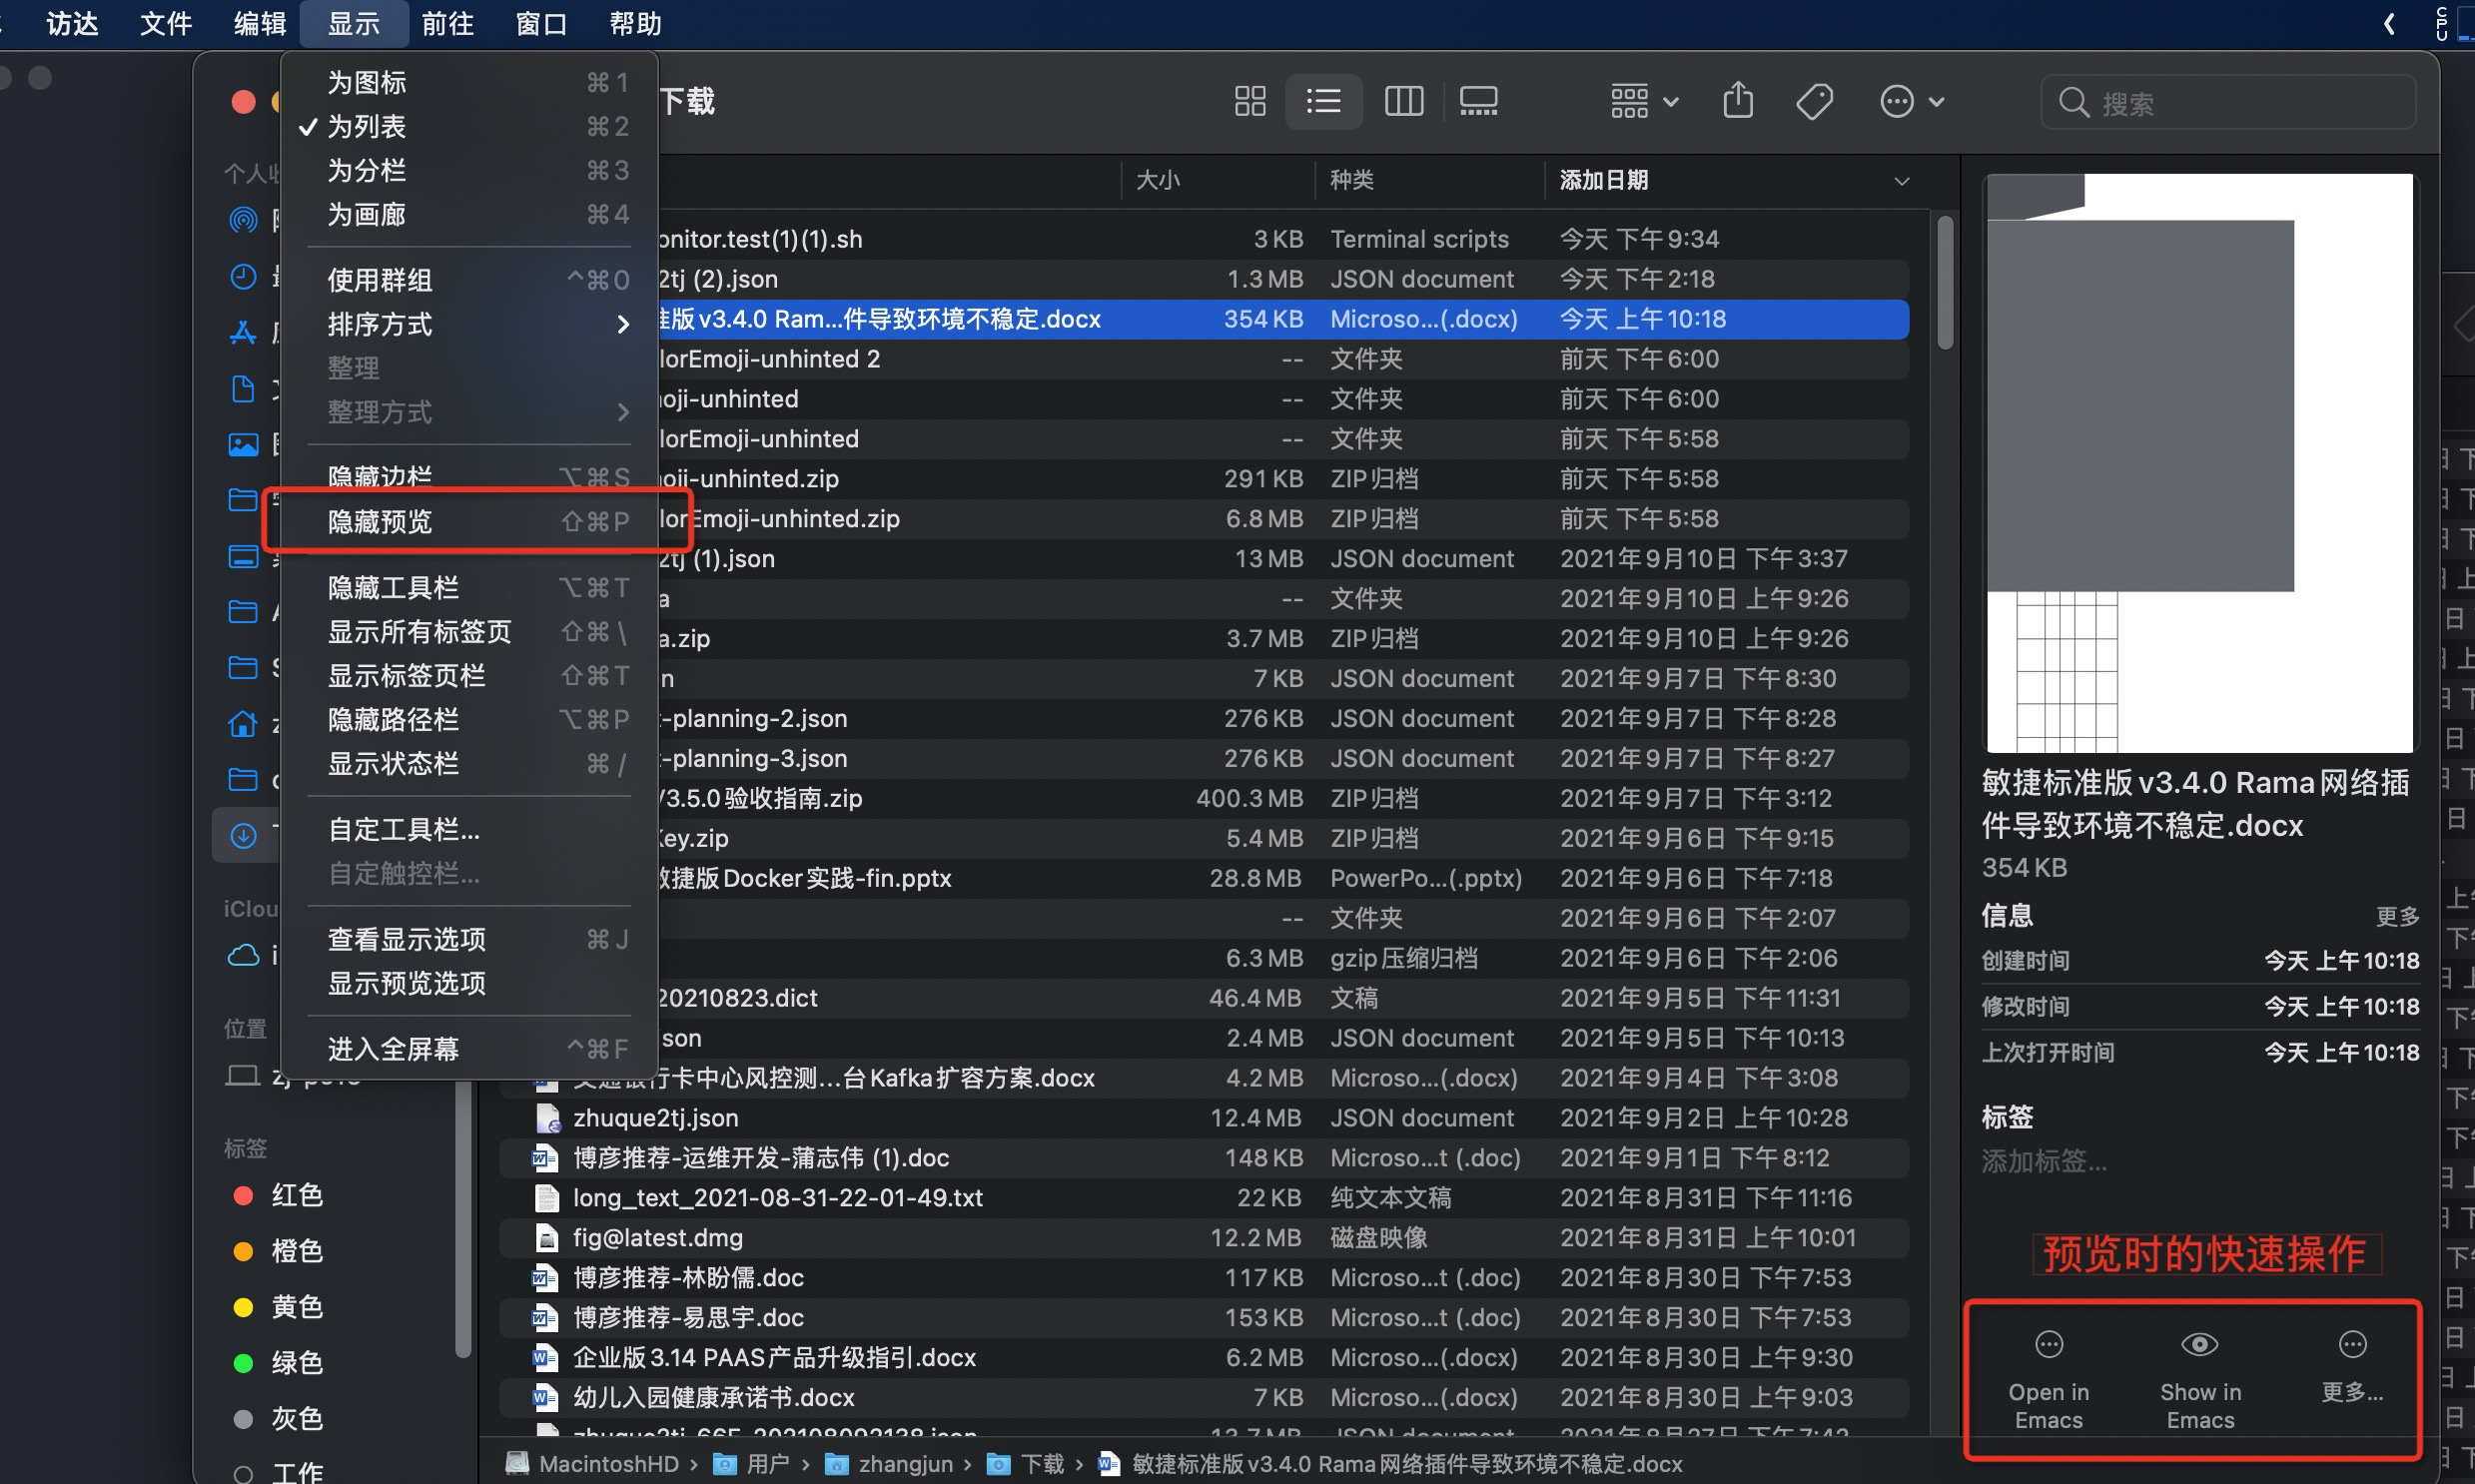 访达 文件 编辑 显示 前往 窗口 帮助
CPU
下载
搜索
为图标 ⌘1
✓ 为列表 ⌘2
为分栏 ⌘3
为画廊 ⌘4
使用群组 ^⌘0
排序方式 >
整理
整理方式 >
隐藏边栏 ⌥⌘S
隐藏预览 ⇧⌘P
隐藏工具栏 ⌥⌘T
显示所有标签页 ⇧⌘\
显示标签页栏 ⇧⌘T
隐藏路径栏 ⌥⌘P
显示状态栏 ⌘/
自定工具栏...
自定触控栏...
查看显示选项 ⌘J
显示预览选项
进入全屏幕 ^⌘F
个人收
iClou
位置
标签
红色
橙色
黄色
绿色
灰色
工作
大小 种类 添加日期
onitor.test(1)(1).sh 3 KB Terminal scripts 今天 下午9:34
2tj (2).json 1.3 MB JSON document 今天 下午2:18
准版v3.4.0 Ram...件导致环境不稳定.docx 354 KB Microso...(.docx) 今天 上午10:18
lorEmoji-unhinted 2 -- 文件夹 前天 下午6:00
oji-unhinted -- 文件夹 前天 下午6:00
lorEmoji-unhinted -- 文件夹 前天 下午5:58
oji-unhinted.zip 291 KB ZIP归档 前天 下午5:58
lorEmoji-unhinted.zip 6.8 MB ZIP归档 前天 下午5:58
2tj (1).json 13 MB JSON document 2021年9月10日 下午3:37
a -- 文件夹 2021年9月10日 上午9:26
a.zip 3.7 MB ZIP归档 2021年9月10日 上午9:26
n 7 KB JSON document 2021年9月7日 下午8:30
t-planning-2.json 276 KB JSON document 2021年9月7日 下午8:28
t-planning-3.json 276 KB JSON document 2021年9月7日 下午8:27
V3.5.0验收指南.zip 400.3 MB ZIP归档 2021年9月7日 下午3:12
Key.zip 5.4 MB ZIP归档 2021年9月6日 下午9:15
敏捷版Docker实践-fin.pptx 28.8 MB PowerPo...(.pptx) 2021年9月6日 下午7:18
-- 文件夹 2021年9月6日 下午2:07
6.3 MB gzip压缩归档 2021年9月6日 下午2:06
20210823.dict 46.4 MB 文稿 2021年9月5日 下午11:31
son 2.4 MB JSON document 2021年9月5日 下午10:13
交通银行卡中心风控测...台Kafka扩容方案.docx 4.2 MB Microso...(.docx) 2021年9月4日 下午3:08
zhuque2tj.json 12.4 MB JSON document 2021年9月2日 上午10:28
博彦推荐-运维开发-蒲志伟 (1).doc 148 KB Microso...t (.doc) 2021年9月1日 下午8:12
long_text_2021-08-31-22-01-49.txt 22 KB 纯文本文稿 2021年8月31日 下午11:16
fig@latest.dmg 12.2 MB 磁盘映像 2021年8月31日 上午10:01
博彦推荐-林盼儒.doc 117 KB Microso...t (.doc) 2021年8月30日 下午7:53
博彦推荐-易思宇.doc 153 KB Microso...t (.doc) 2021年8月30日 下午7:53
企业版3.14 PAAS产品升级指引.docx 6.2 MB Microso...(.docx) 2021年8月30日 上午9:30
幼儿入园健康承诺书.docx 7 KB Microso...(.docx) 2021年8月30日 上午9:03
MacintoshHD › 用户 › zhangjun › 下载 › 敏捷标准版v3.4.0 Rama网络插件导致环境不稳定.docx
敏捷标准版v3.4.0 Rama网络插
件导致环境不稳定.docx
354 KB
信息 更多
创建时间 今天 上午10:18
修改时间 今天 上午10:18
上次打开时间 今天 上午10:18
标签
添加标签...
预览时的快速操作
Open in Emacs
Show in Emacs
更多...